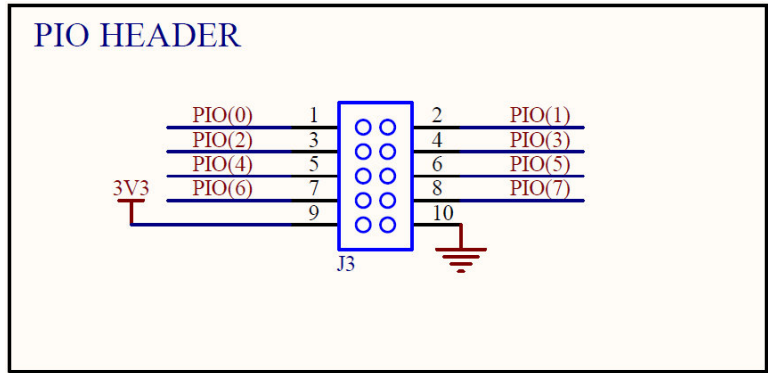 PIO HEADER
PIO(0) 1 2 PIO(1)
PIO(2) 3 4 PIO(3)
PIO(4) 5 6 PIO(5)
3V3 PIO(6) 7 8 PIO(7)
9 10
J3